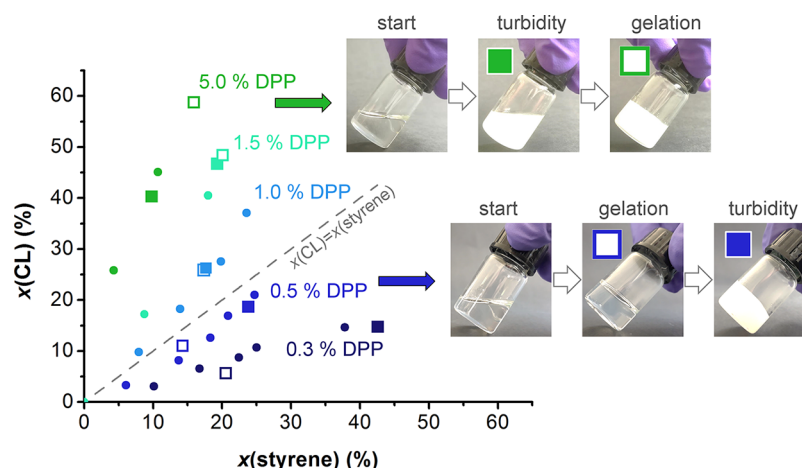 start
turbidity
gelation
5.0 % DPP
1.5 % DPP
1.0 % DPP
x(CL)=x(styrene)
start
gelation
turbidity
0.5 % DPP
0.3 % DPP
x(CL) (%)
60
50
40
30
20
10
0
0
10
20
30
40
50
60
x(styrene) (%)